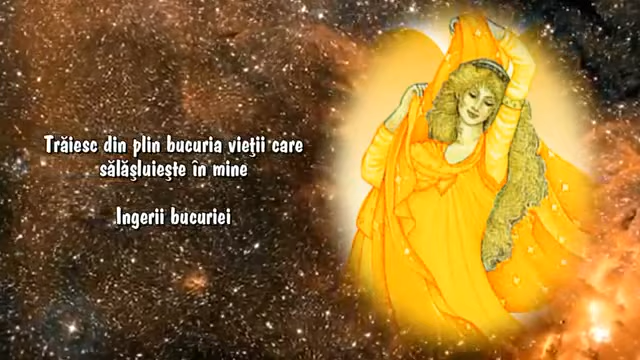 Trăiesc din plin bucuria vieţii care
sălăşluieşte în mine
Ingerii bucuriei